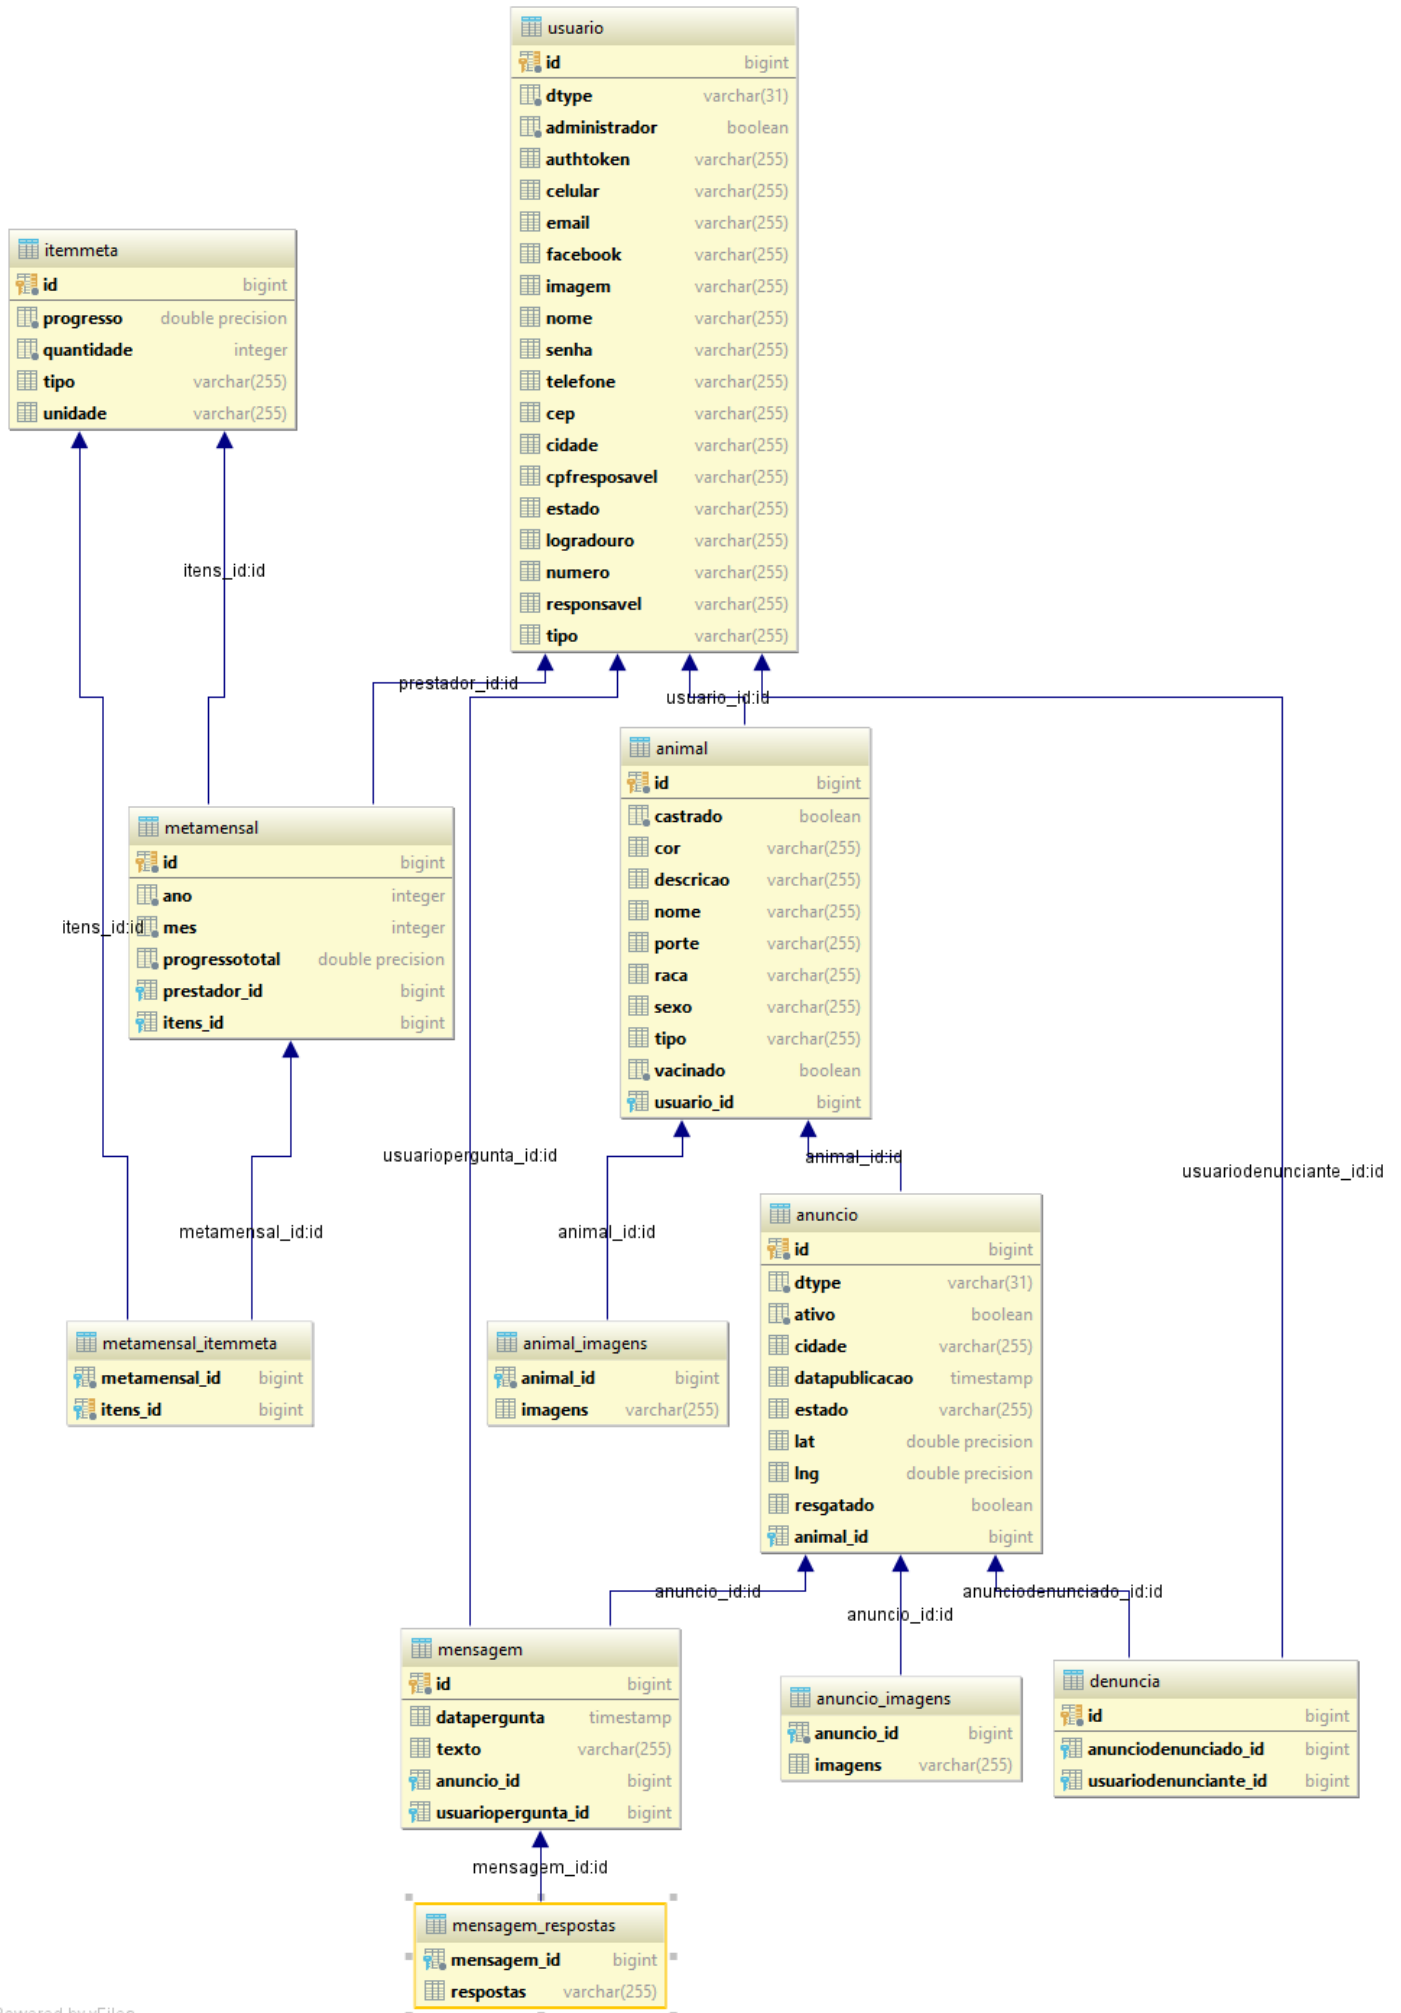 usuario
id bigint
dtype varchar(31)
administrador boolean
authtoken varchar(255)
celular varchar(255)
email varchar(255)
facebook varchar(255)
imagem varchar(255)
nome varchar(255)
senha varchar(255)
telefone varchar(255)
cep varchar(255)
cidade varchar(255)
cpfresposavel varchar(255)
estado varchar(255)
logradouro varchar(255)
numero varchar(255)
responsavel varchar(255)
tipo varchar(255)
itemmeta
id bigint
progresso double precision
quantidade integer
tipo varchar(255)
unidade varchar(255)
itens_id:id
prestador_id:id
usuario_id:id
animal
id bigint
castrado boolean
cor varchar(255)
descricao varchar(255)
nome varchar(255)
porte varchar(255)
raca varchar(255)
sexo varchar(255)
tipo varchar(255)
vacinado boolean
usuario_id bigint
metamensal
id bigint
ano integer
mes integer
progressototal double precision
prestador_id bigint
itens_id bigint
itens_id:id
usuariopergunta_id:id
animal_id:id
usuariodenunciante_id:id
metamensal_id:id
animal_id:id
anuncio
id bigint
dtype varchar(31)
ativo boolean
cidade varchar(255)
datapublicacao timestamp
estado varchar(255)
lat double precision
lng double precision
resgatado boolean
animal_id bigint
metamensal_itemmeta
metamensal_id bigint
itens_id bigint
animal_imagens
animal_id bigint
imagens varchar(255)
anuncio_id:id
anuncio_id:id
anunciodenunciado_id:id
mensagem
id bigint
datapergunta timestamp
texto varchar(255)
anuncio_id bigint
usuariopergunta_id bigint
anuncio_imagens
anuncio_id bigint
imagens varchar(255)
denuncia
id bigint
anunciodenunciado_id bigint
usuariodenunciante_id bigint
mensagem_id:id
mensagem_respostas
mensagem_id bigint
respostas varchar(255)